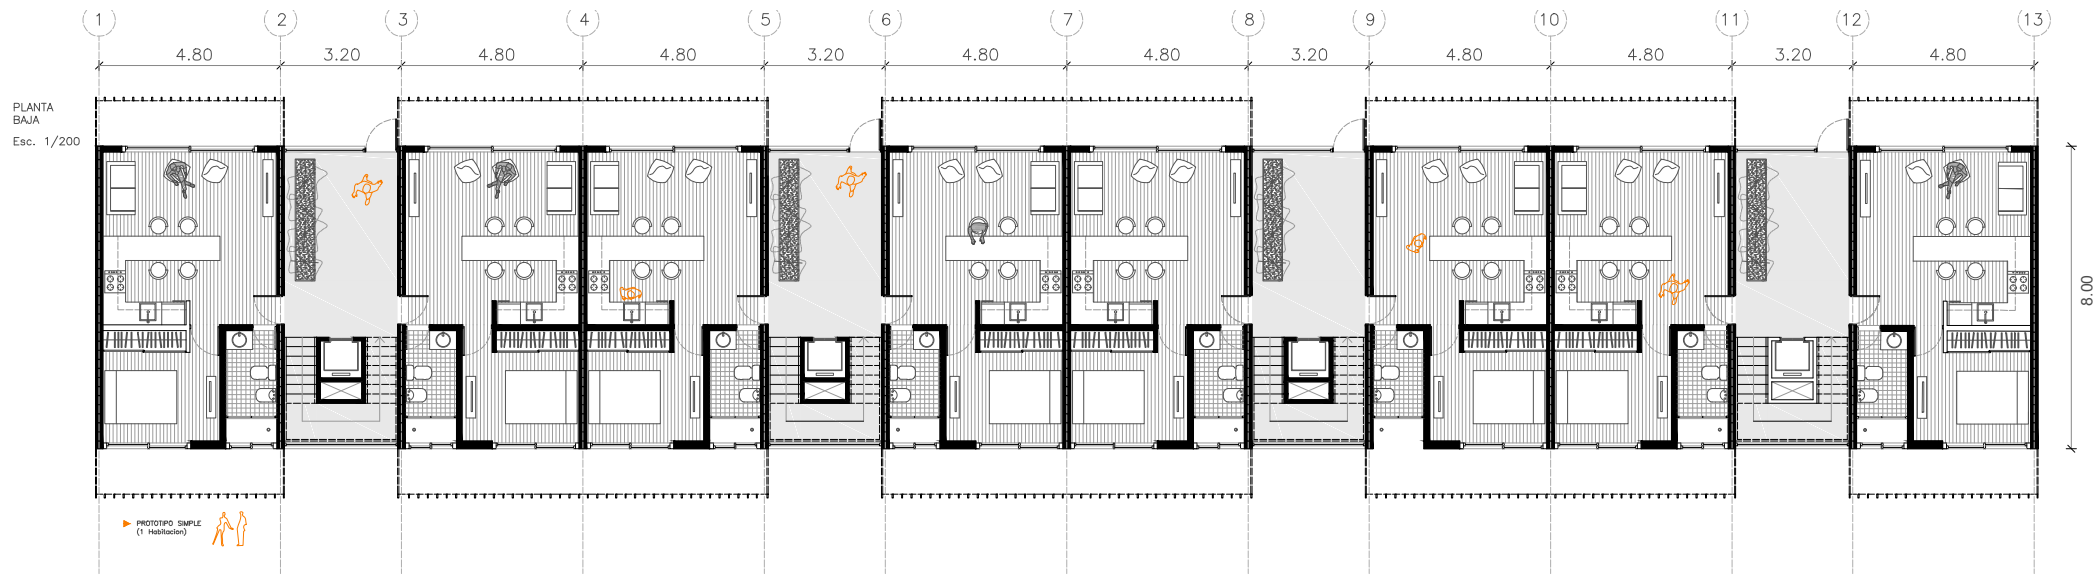 1 2 3 4 5 6 7 8 9 10 11 12 13
4.80 3.20 4.80 4.80 3.20 4.80 4.80 3.20 4.80 4.80 3.20 4.80
PLANTA
BAJA
Esc. 1/200
8.00
PROTOTIPO SIMPLE
(1 Habitacion)